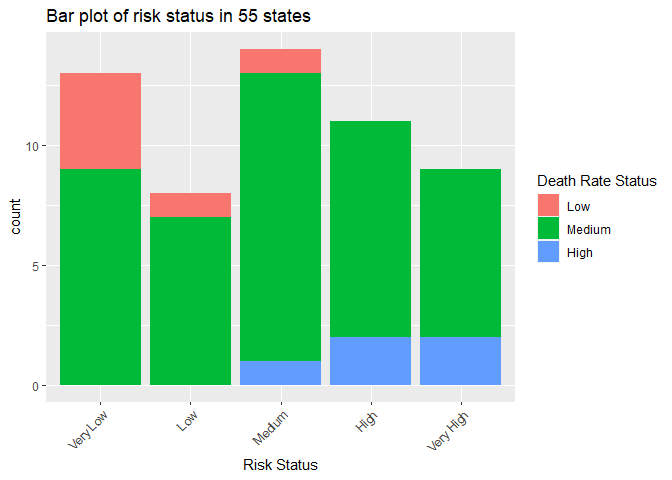 Bar plot of risk status in 55 states
count
10
5
0
Very Low
Low
Medium
High
Very High
Risk Status
Death Rate Status
Low
Medium
High